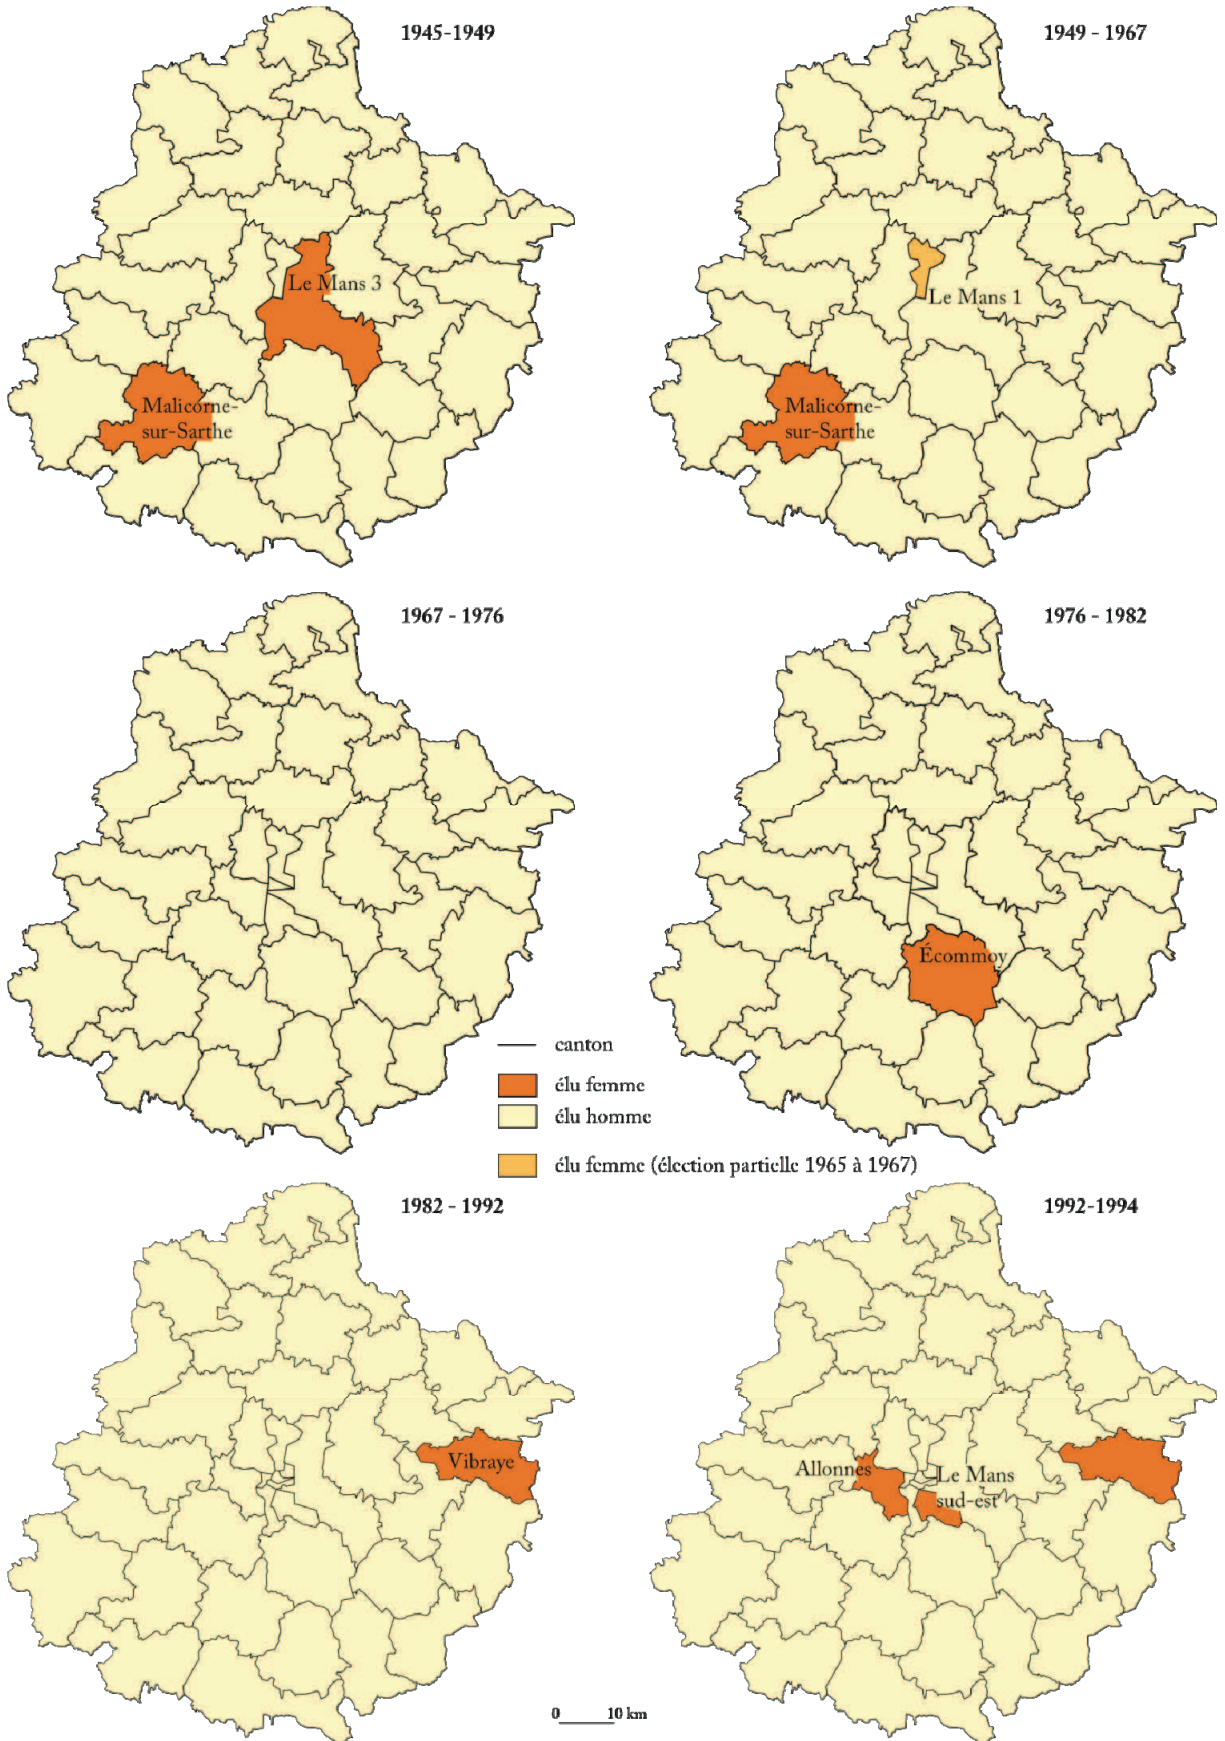 1945-1949
1949 - 1967
Le Mans 3
Le Mans 1
Malicorne-
sur-Sarthe
Malicorne-
sur-Sarthe
1967 - 1976
1976 - 1982
Écommoy
canton
élu femme
élu homme
élu femme (élection partielle 1965 à 1967)
1982 - 1992
1992-1994
Vibraye
Allonnes
Le Mans
sud-est
0 10 km